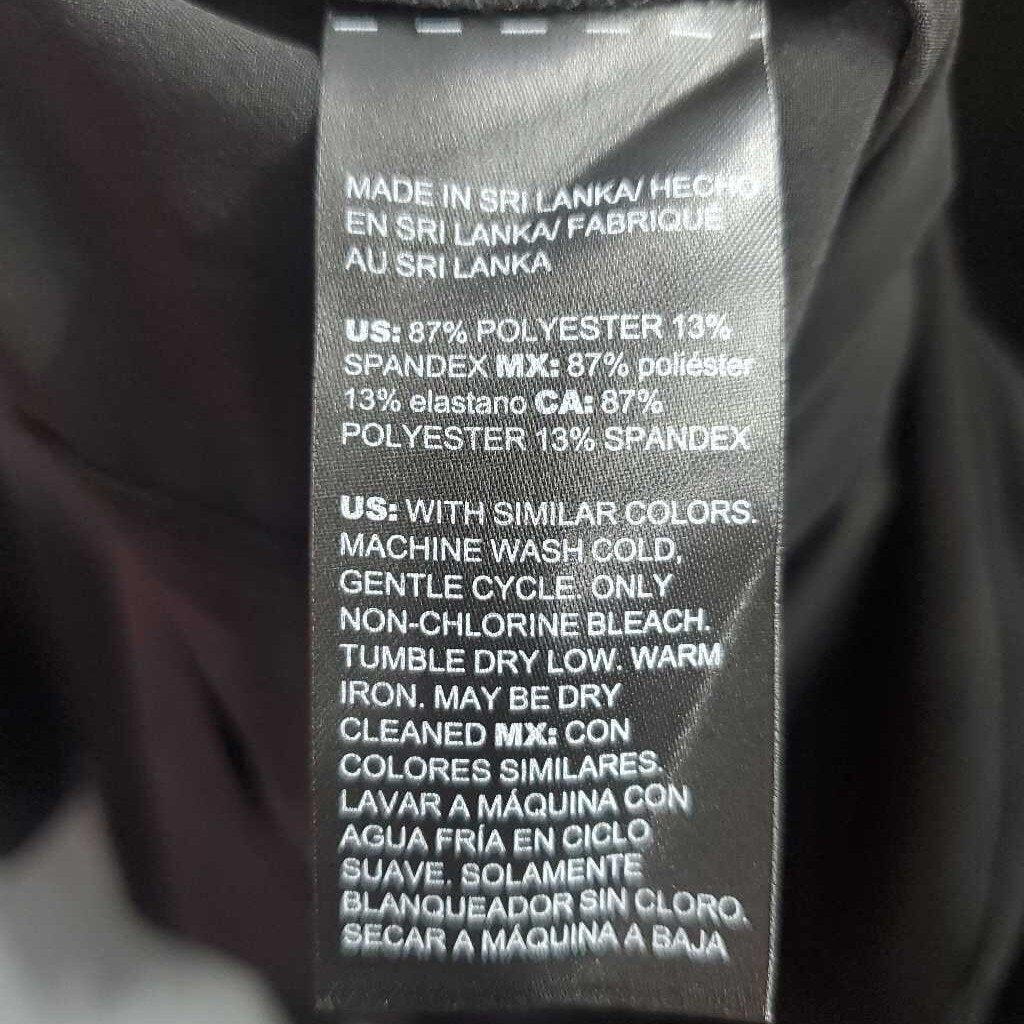 MADE IN SRI LANKA/ HECHO
EN SRI LANKA/ FABRIQUÉ
AU SRI LANKA
US: 87% POLYESTER 13%
SPANDEX MX: 87% poliéster
13% elastano CA: 87%
POLYESTER 13% SPANDEX
US: WITH SIMILAR COLORS.
MACHINE WASH COLD,
GENTLE CYCLE. ONLY
NON-CHLORINE BLEACH.
TUMBLE DRY LOW. WARM
IRON. MAY BE DRY
CLEANED MX: CON
COLORES SIMILARES.
LAVAR A MÁQUINA CON
AGUA FRÍA EN CICLO
SUAVE. SOLAMENTE
BLANQUEADOR SIN CLORO.
SECAR A MÁQUINA A BAJA